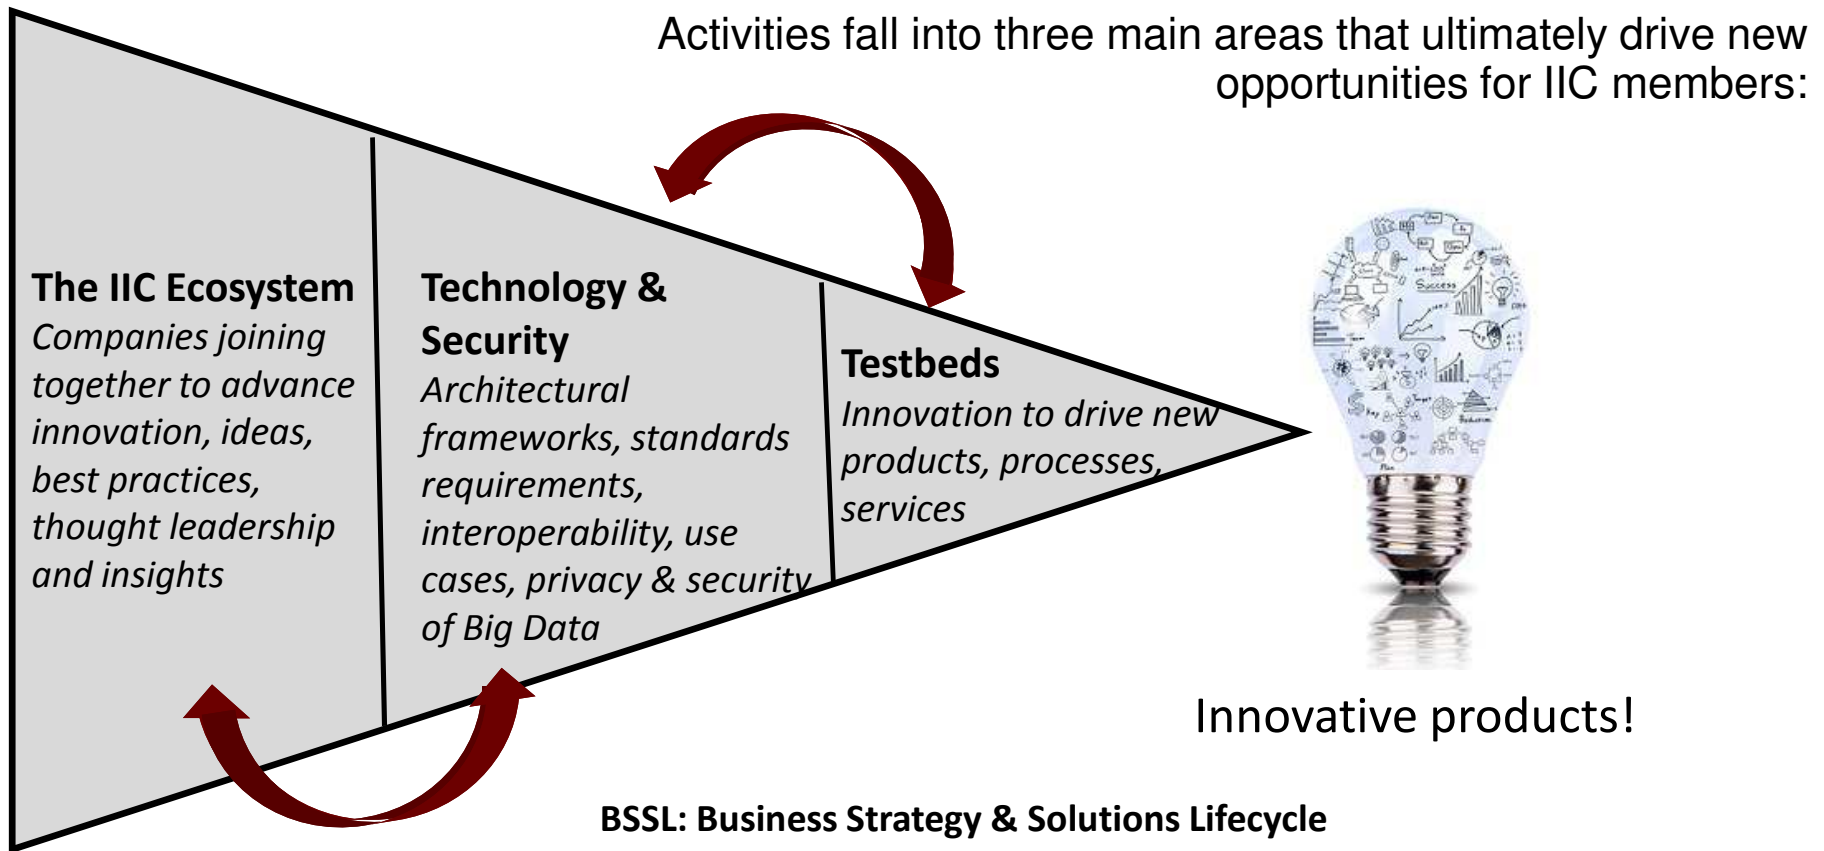 Activities fall into three main areas that ultimately drive new
opportunities for IIC members:
The IIC Ecosystem
Companies joining
together to advance
innovation, ideas,
best practices,
thought leadership
and insights
Technology &
Security
Architectural
frameworks, standards
requirements,
interoperability, use
cases, privacy & security
of Big Data
Testbeds
Innovation to drive new
products, processes,
services
Success
Plan
Innovative products!
BSSL: Business Strategy & Solutions Lifecycle